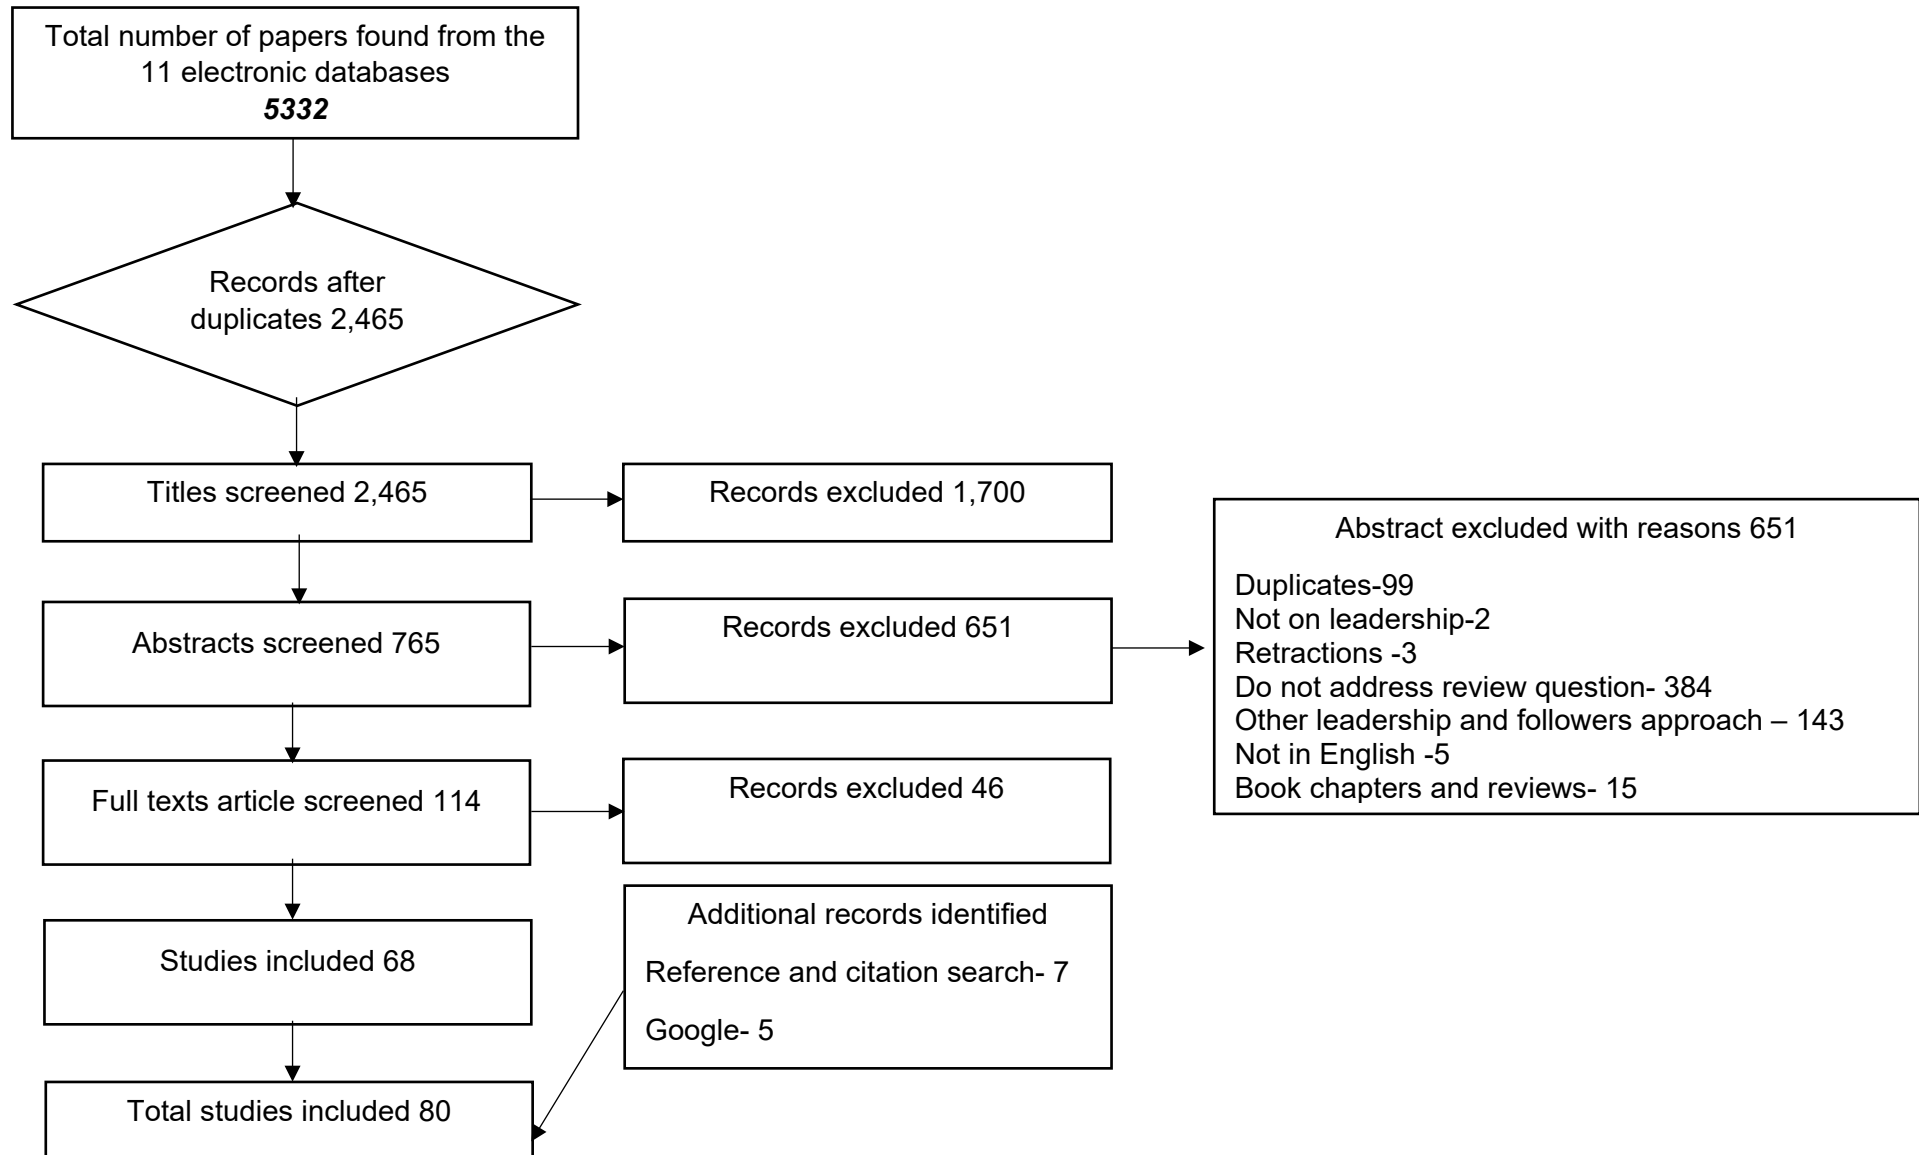 Total number of papers found from the
11 electronic databases
5332
Records after
duplicates 2,465
Titles screened 2,465
Records excluded 1,700
Abstracts screened 765
Records excluded 651
Abstract excluded with reasons 651
Duplicates-99
Not on leadership-2
Retractions -3
Do not address review question- 384
Other leadership and followers approach – 143
Not in English -5
Book chapters and reviews- 15
Full texts article screened 114
Records excluded 46
Studies included 68
Additional records identified
Reference and citation search- 7
Google- 5
Total studies included 80